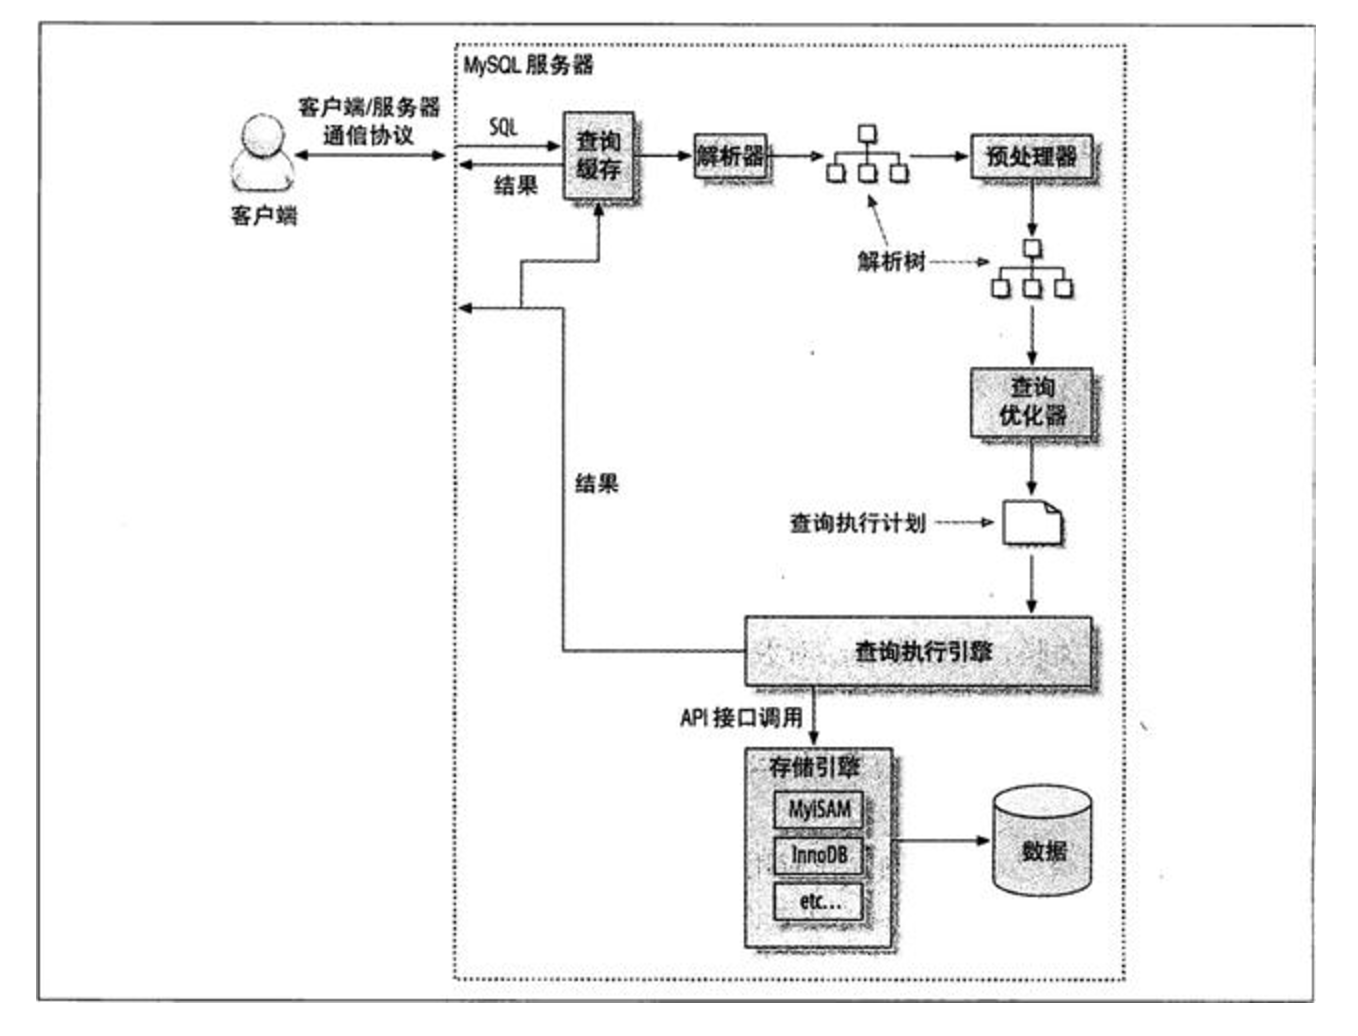 MySQL 服务器
客户端/服务器
通信协议
客户端
SQL
结果
查询
缓存
解析器
预处理器
解析树
查询
优化器
结果
查询执行计划
查询执行引擎
API 接口调用
存储引擎
MyISAM
InnoDB
etc...
数据